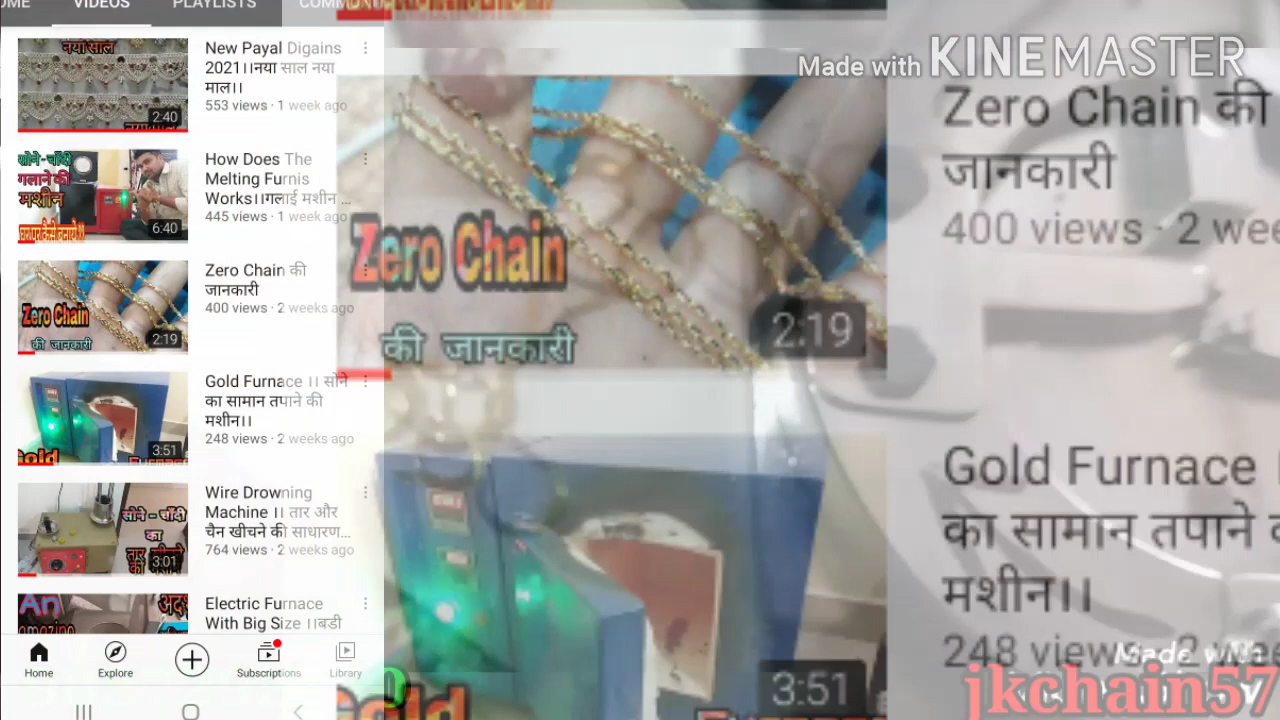 VIDEOS
PLAYLISTS
नया साल
2:40
New Payal Digains
2021।।नया साल नया
माल।।
553 views · 1 week ago
सोने-चाँदी
गलाने की
मशीन
6:40
How Does The
Melting Furnis
Works।।गलाई मशीन ...
445 views · 1 week ago
Zero Chain
की जानकारी
2:19
Zero Chain की
जानकारी
400 views · 2 weeks ago
Gold
3:51
Gold Furnace ।। सोने
का सामान तपाने की
मशीन।।
248 views · 2 weeks ago
सोने - चाँदी
का
तार
3:01
Wire Drowning
Machine ।। तार और
चैन खीचने की साधारण...
764 views · 2 weeks ago
An
Electric Furnace
With Big Size ।।बडी
Home
Explore
Subscriptions
Library
Made with KINEMASTER
Zero Chain
की जानकारी
2:19
Zero Chain की
जानकारी
400 views · 2
Gold
3:51
Gold Furnace
का सामान तपाने
मशीन।।
248 views
Made with
jkchain57